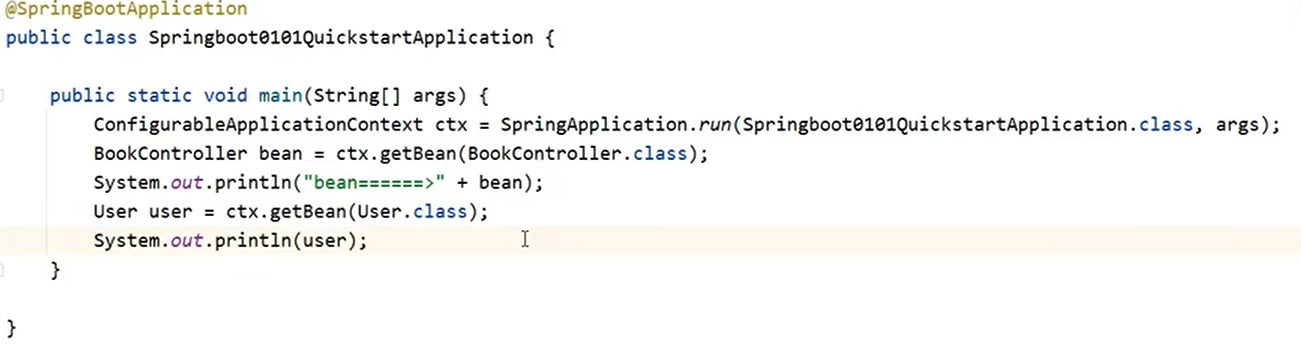 @SpringBootApplication
public class Springboot0101QuickstartApplication {
public static void main(String[] args) {
ConfigurableApplicationContext ctx = SpringApplication.run(Springboot0101QuickstartApplication.class, args);
BookController bean = ctx.getBean(BookController.class);
System.out.println("bean======>" + bean);
User user = ctx.getBean(User.class);
System.out.println(user);
}
}